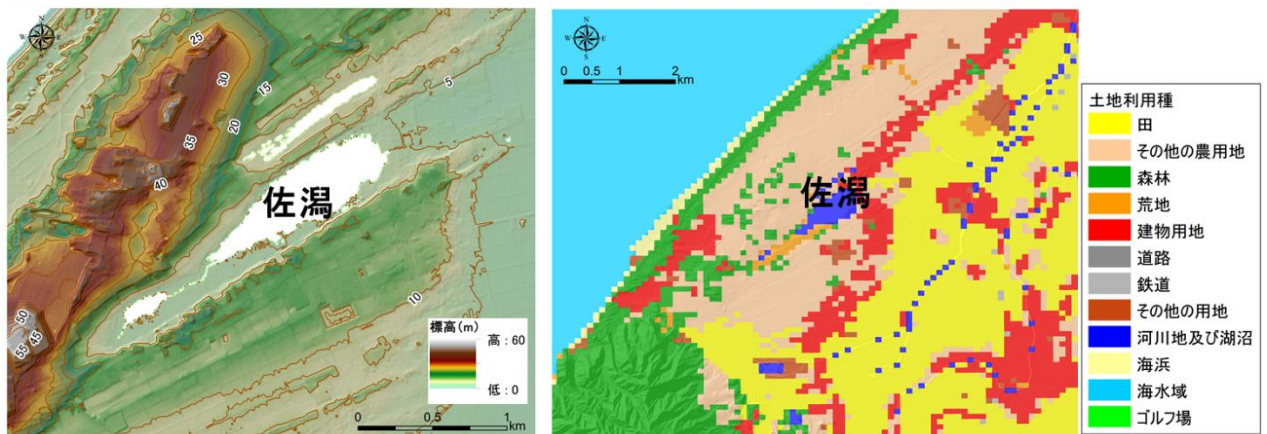 N
W E
S
25
30
15
20
5
35
40
佐潟
10
50
45
55
標高(m)
高:60
低:0
0 0.5 1
km
N
W E
S
0 0.5 1 2
km
佐潟
土地利用種
田
その他の農用地
森林
荒地
建物用地
道路
鉄道
その他の用地
河川地及び湖沼
海浜
海水域
ゴルフ場